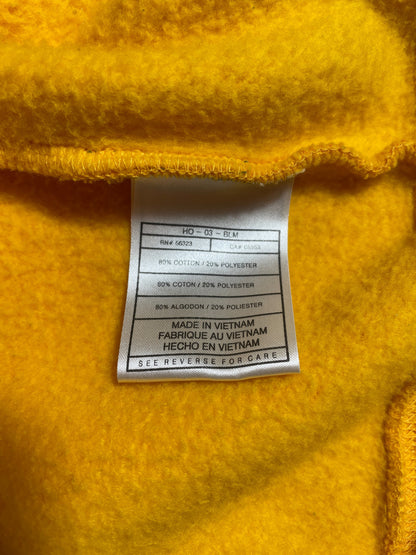 HO - 03 - BLM
RN# 56323 CA# 05553
80% COTTON / 20% POLYESTER
80% COTON / 20% POLYESTER
80% ALGODON / 20% POLIESTER
MADE IN VIETNAM
FABRIQUE AU VIETNAM
HECHO EN VIETNAM
SEE REVERSE FOR CARE